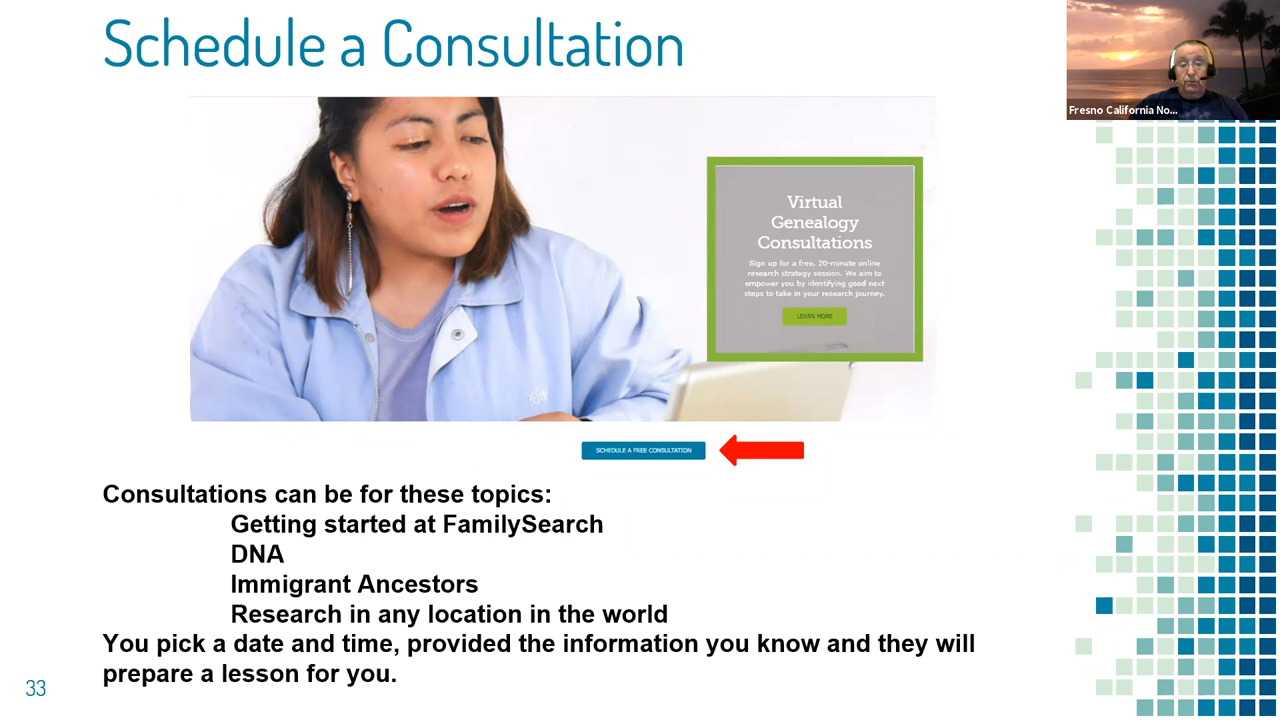 Schedule a Consultation
Fresno California No...
Virtual
Genealogy
Consultations
Sign up for a free, 20-minute online
research strategy session. We aim to
empower you by identifying good next
steps to take in your research journey.
LEARN MORE
SCHEDULE A FREE CONSULTATION
Consultations can be for these topics:
Getting started at FamilySearch
DNA
Immigrant Ancestors
Research in any location in the world
You pick a date and time, provided the information you know and they will
prepare a lesson for you.
33